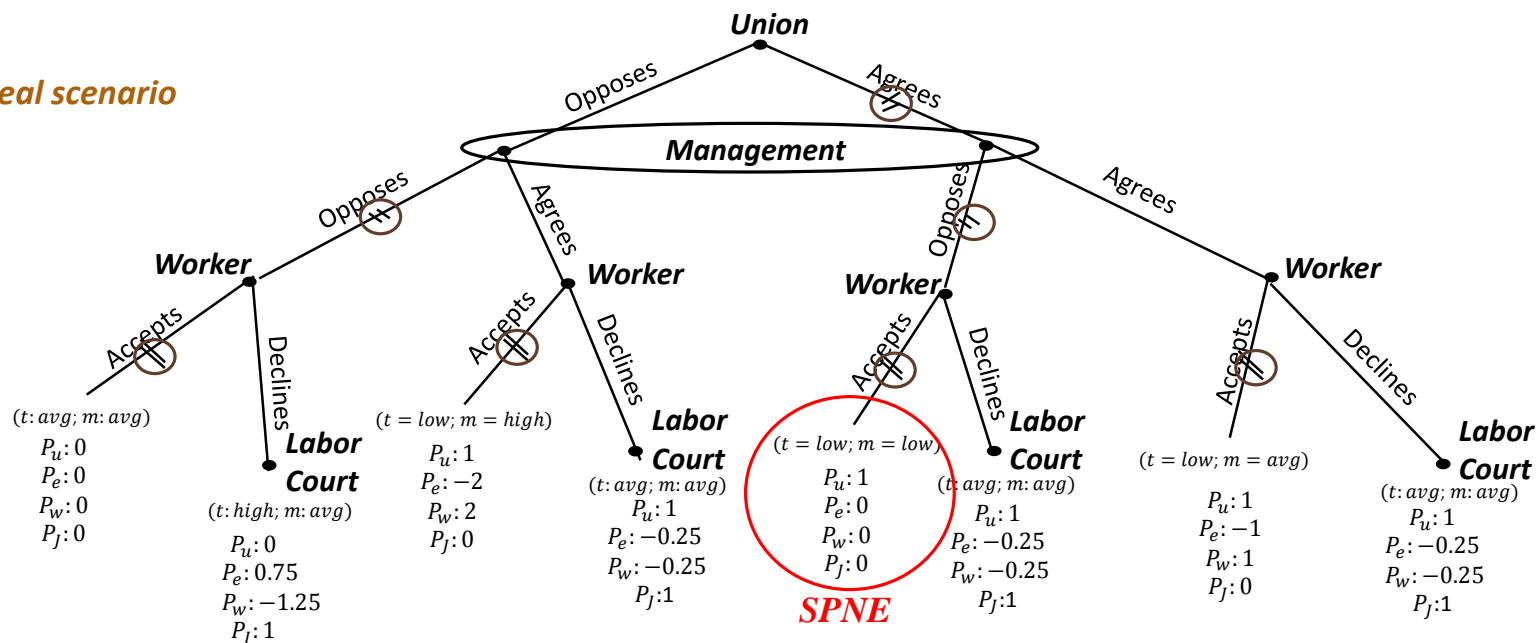 Union
eal scenario
Opposes
Agrees
Management
Opposes
Agrees
Opposes
Agrees
Worker
Worker
Worker
Worker
Accepts
Declines
Accepts
Declines
Accepts
Declines
Accepts
Declines
(t: avg; m: avg)
P_u: 0
P_e: 0
P_w: 0
P_J: 0
Labor
Court
(t: high; m: avg)
P_u: 0
P_e: 0.75
P_w: −1.25
P_J: 1
(t = low; m = high)
P_u: 1
P_e: −2
P_w: 2
P_J: 0
Labor
Court
(t: avg; m: avg)
P_u: 1
P_e: −0.25
P_w: −0.25
P_J:1
(t = low; m = low)
P_u: 1
P_e: 0
P_w: 0
P_J: 0
SPNE
Labor
Court
(t: avg; m: avg)
P_u: 1
P_e: −0.25
P_w: −0.25
P_J:1
(t = low; m = avg)
P_u: 1
P_e: −1
P_w: 1
P_J: 0
Labor
Court
(t: avg; m: avg)
P_u: 1
P_e: −0.25
P_w: −0.25
P_J:1